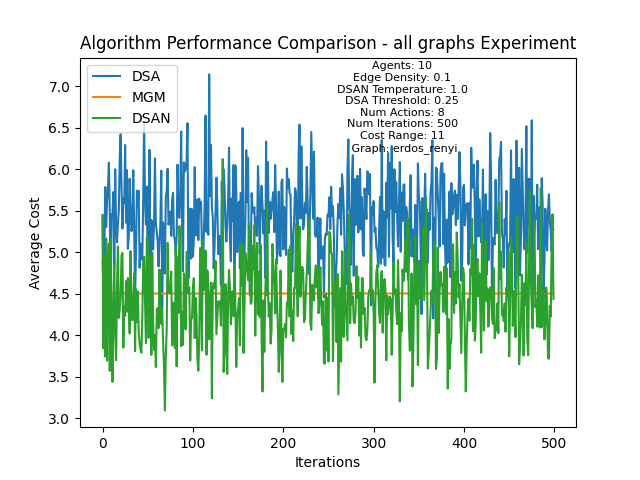 Algorithm Performance Comparison - all graphs Experiment
DSA
MGM
DSAN
Agents: 10
Edge Density: 0.1
DSAN Temperature: 1.0
DSA Threshold: 0.25
Num Actions: 8
Num Iterations: 500
Cost Range: 11
Graph: erdos_renyi
Average Cost
7.0
6.5
6.0
5.5
5.0
4.5
4.0
3.5
3.0
0
100
200
300
400
500
Iterations